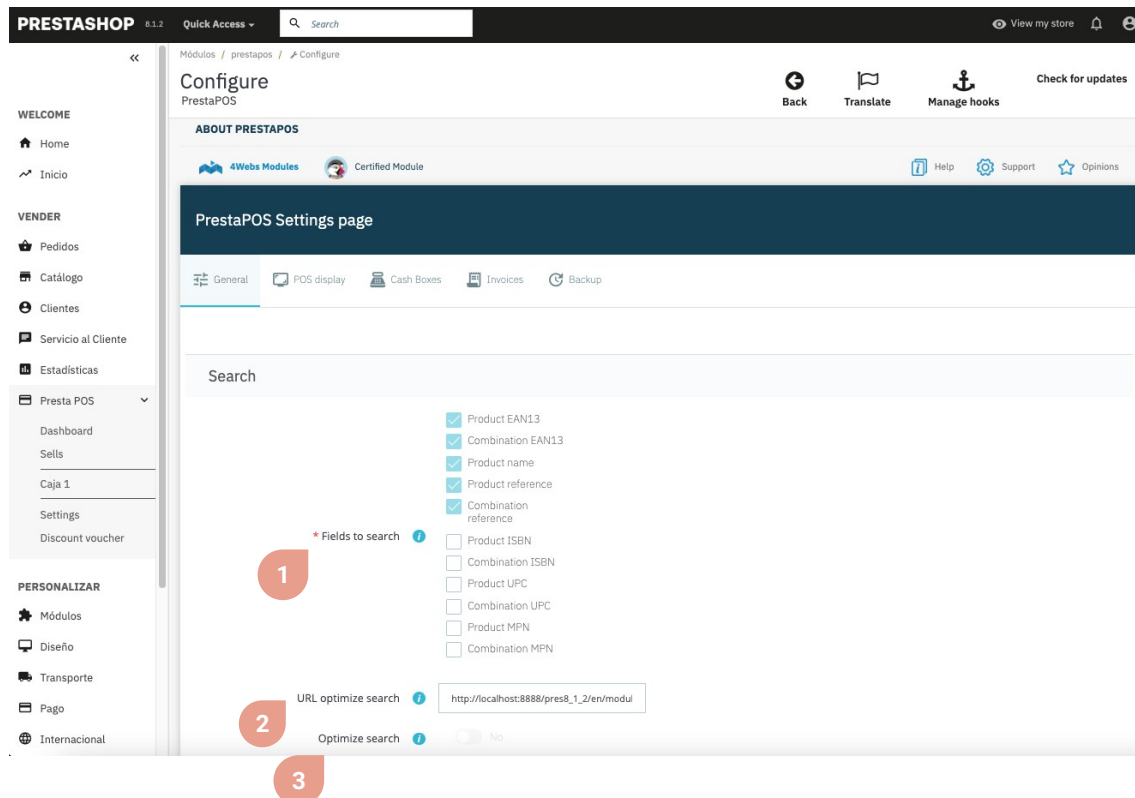 PRESTASHOP 8.1.2 Quick Access Search View my store
Módulos / prestapos / Configure
Configure
PrestaPOS
Back Translate Manage hooks Check for updates
WELCOME
Home
Inicio
VENDER
Pedidos
Catálogo
Clientes
Servicio al Cliente
Estadísticas
Presta POS
Dashboard
Sells
Caja 1
Settings
Discount voucher
PERSONALIZAR
Módulos
Diseño
Transporte
Pago
Internacional
ABOUT PRESTAPOS
4Webs Modules Certified Module Help Support Opinions
PrestaPOS Settings page
General POS display Cash Boxes Invoices Backup
Search
* Fields to search
Product EAN13
Combination EAN13
Product name
Product reference
Combination
reference
Product ISBN
Combination ISBN
Product UPC
Combination UPC
Product MPN
Combination MPN
1
URL optimize search http://localhost:8888/pres8_1_2/en/modul
2
Optimize search No
3